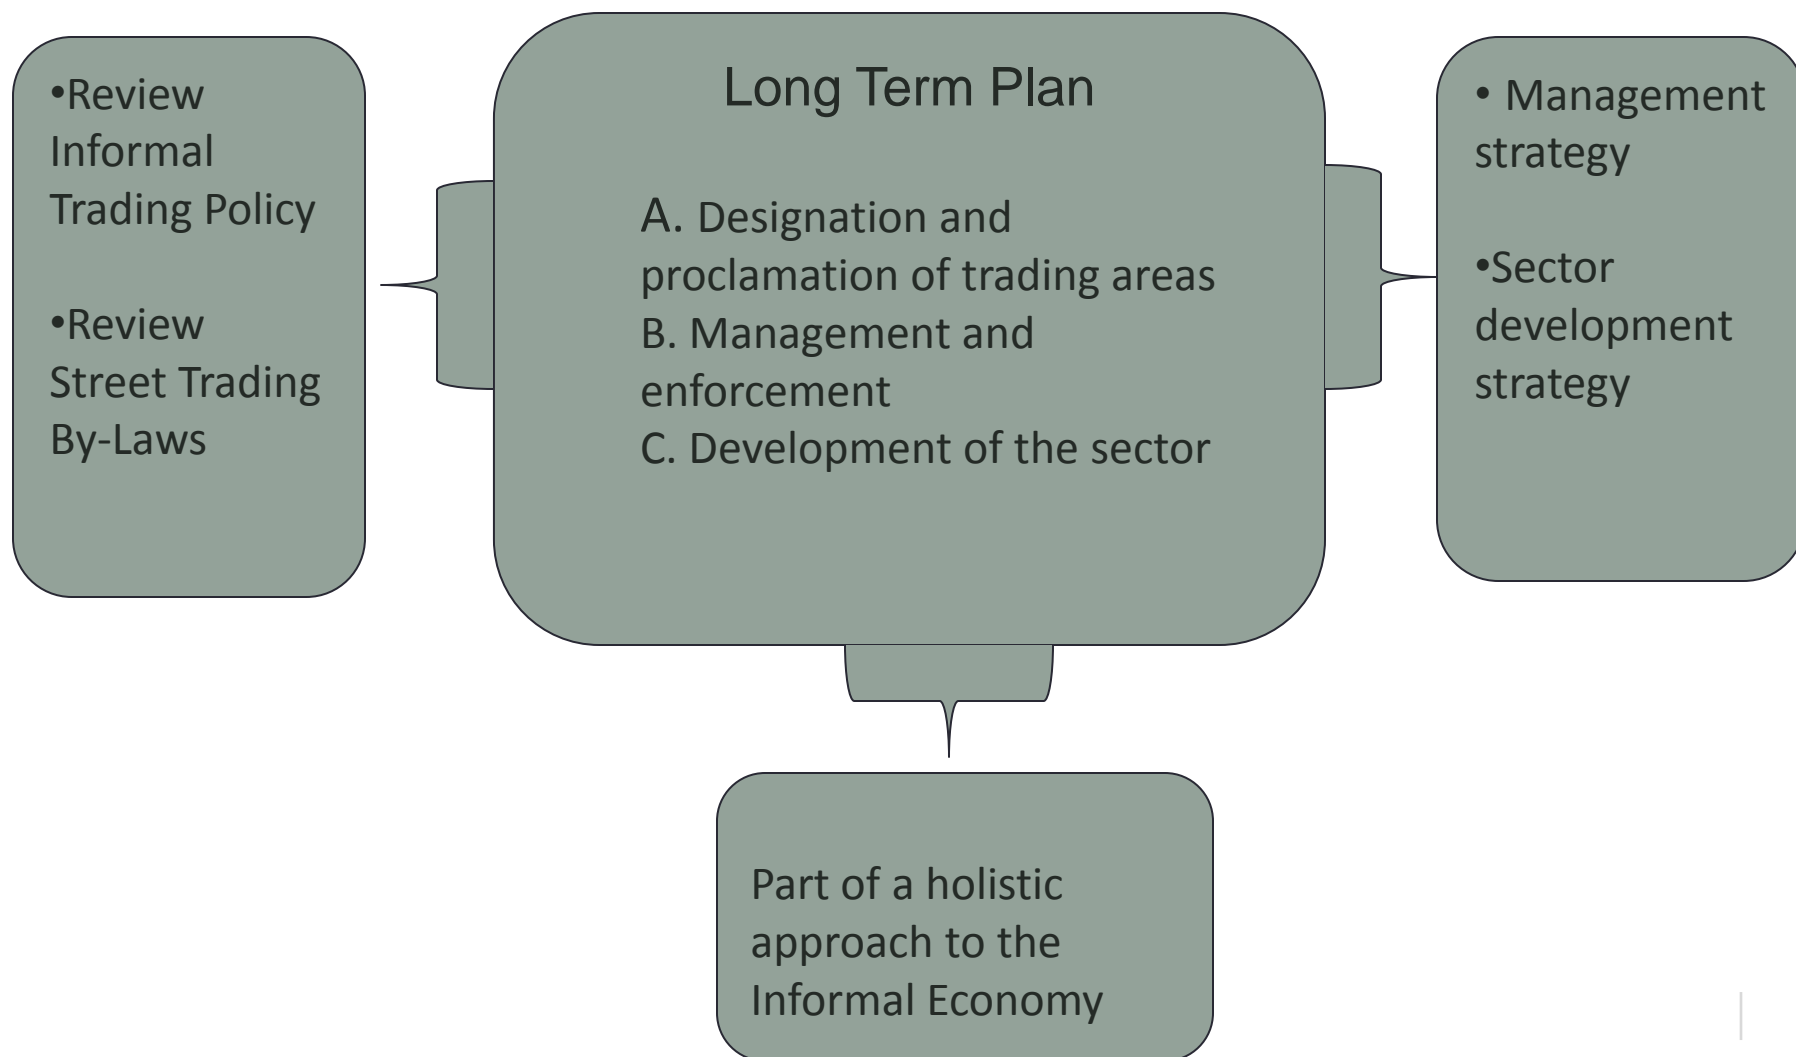 •Review
Informal
Trading Policy
•Review
Street Trading
By-Laws
Long Term Plan
A. Designation and
proclamation of trading areas
B. Management and
enforcement
C. Development of the sector
• Management
strategy
•Sector
development
strategy
Part of a holistic
approach to the
Informal Economy